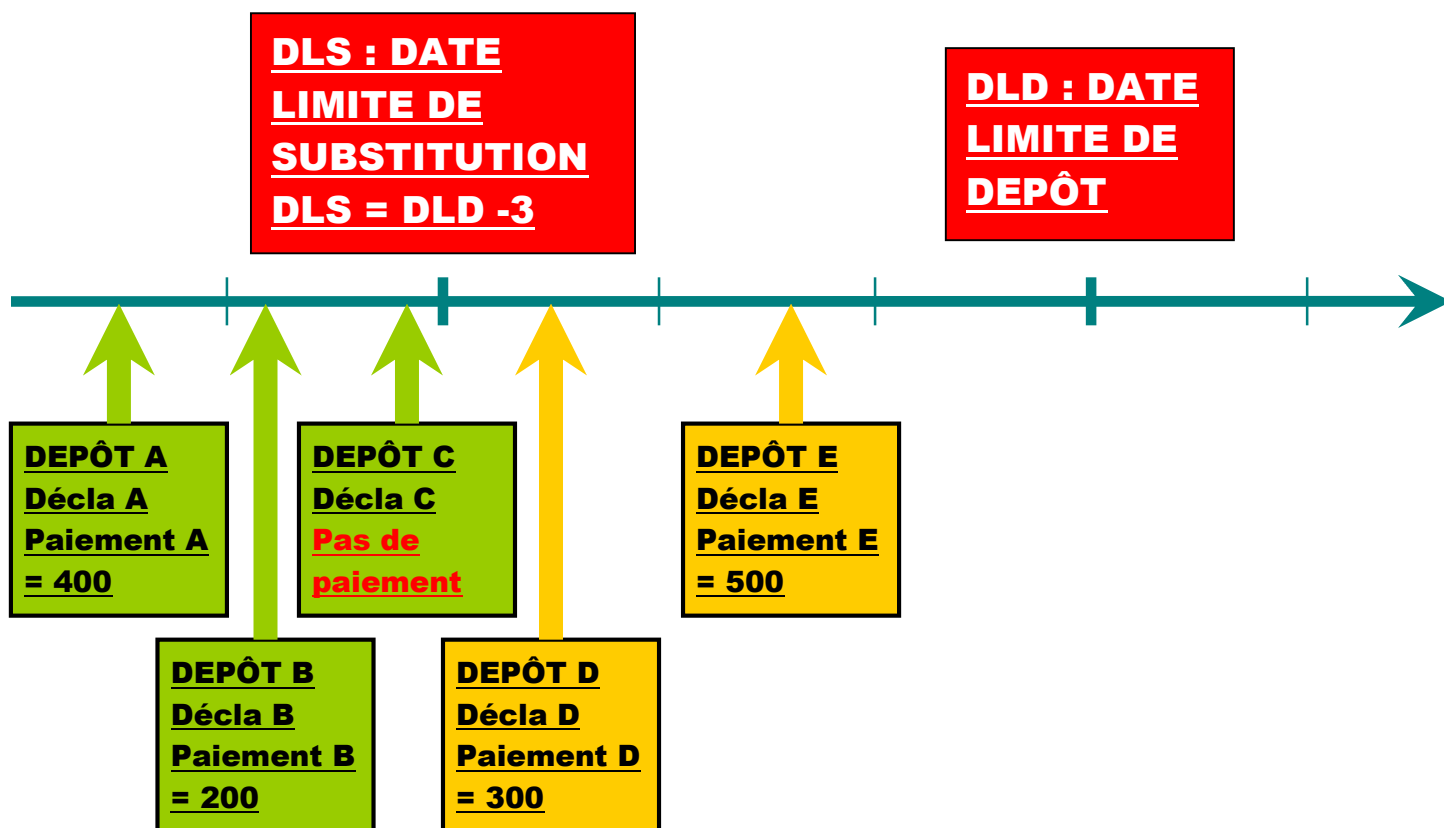 DLS : DATE
LIMITE DE
SUBSTITUTION
DLS = DLD -3
DLD : DATE
LIMITE DE
DEPÔT
DEPÔT A
Décla A
Paiement A
= 400
DEPÔT C
Décla C
Pas de
paiement
DEPÔT E
Décla E
Paiement E
= 500
DEPÔT B
Décla B
Paiement B
= 200
DEPÔT D
Décla D
Paiement D
= 300